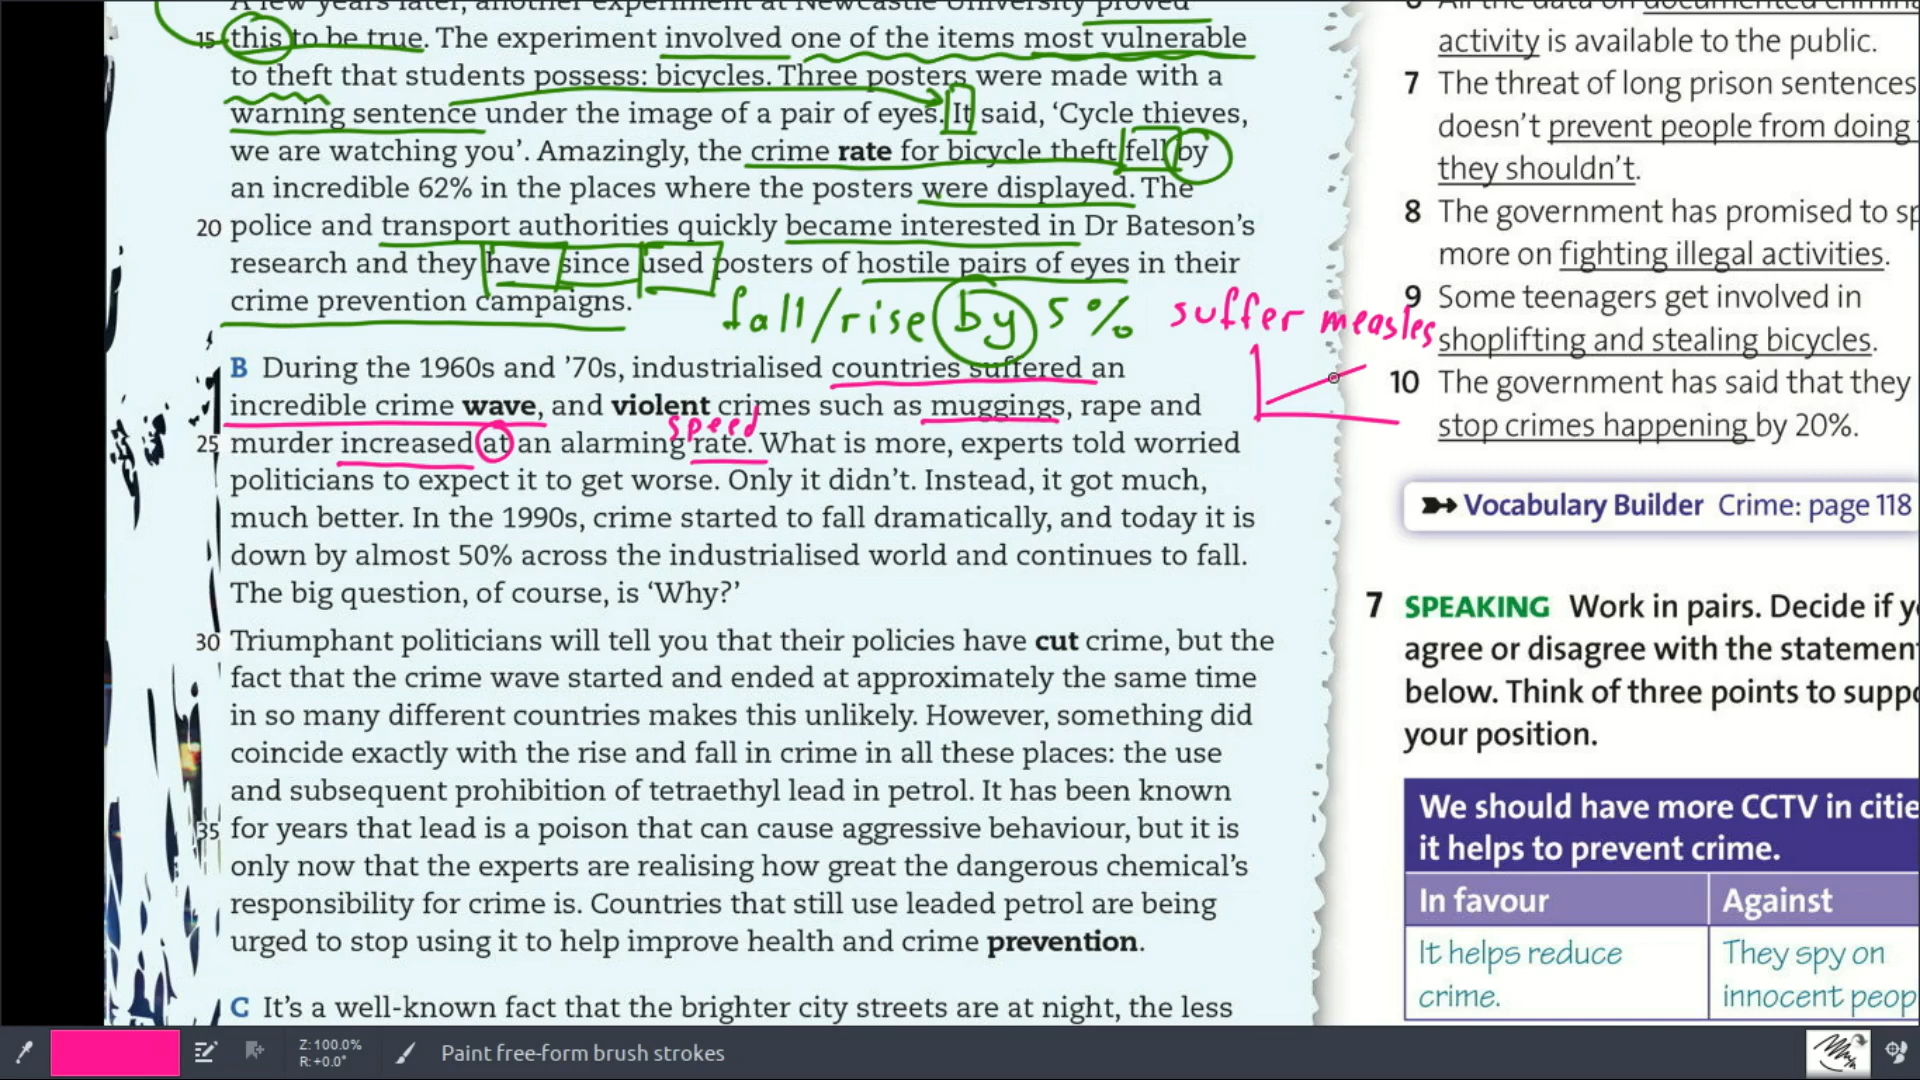 A few years later, another experiment at Newcastle University proved
15 this to be true. The experiment involved one of the items most vulnerable
to theft that students possess: bicycles. Three posters were made with a
warning sentence under the image of a pair of eyes. It said, ‘Cycle thieves,
we are watching you’. Amazingly, the crime rate for bicycle theft fell by
an incredible 62% in the places where the posters were displayed. The
20 police and transport authorities quickly became interested in Dr Bateson’s
research and they have since used posters of hostile pairs of eyes in their
crime prevention campaigns.
fall/rise by 5%
suffer measles
B During the 1960s and ’70s, industrialised countries suffered an
incredible crime wave, and violent crimes such as muggings, rape and
speed
25 murder increased at an alarming rate. What is more, experts told worried
politicians to expect it to get worse. Only it didn’t. Instead, it got much,
much better. In the 1990s, crime started to fall dramatically, and today it is
down by almost 50% across the industrialised world and continues to fall.
The big question, of course, is ‘Why?’
30 Triumphant politicians will tell you that their policies have cut crime, but the
fact that the crime wave started and ended at approximately the same time
in so many different countries makes this unlikely. However, something did
coincide exactly with the rise and fall in crime in all these places: the use
and subsequent prohibition of tetraethyl lead in petrol. It has been known
35 for years that lead is a poison that can cause aggressive behaviour, but it is
only now that the experts are realising how great the dangerous chemical’s
responsibility for crime is. Countries that still use leaded petrol are being
urged to stop using it to help improve health and crime prevention.
C It’s a well-known fact that the brighter city streets are at night, the less
6 All the data on documented crimina
activity is available to the public.
7 The threat of long prison sentences
doesn’t prevent people from doing
they shouldn’t.
8 The government has promised to sp
more on fighting illegal activities.
9 Some teenagers get involved in
shoplifting and stealing bicycles.
10 The government has said that they
stop crimes happening by 20%.
Vocabulary Builder Crime: page 118
7 SPEAKING Work in pairs. Decide if y
agree or disagree with the statement
below. Think of three points to suppo
your position.
We should have more CCTV in citie
it helps to prevent crime.
In favour Against
It helps reduce They spy on
crime. innocent peop
Z: 100.0%
R: +0.0°
Paint free-form brush strokes